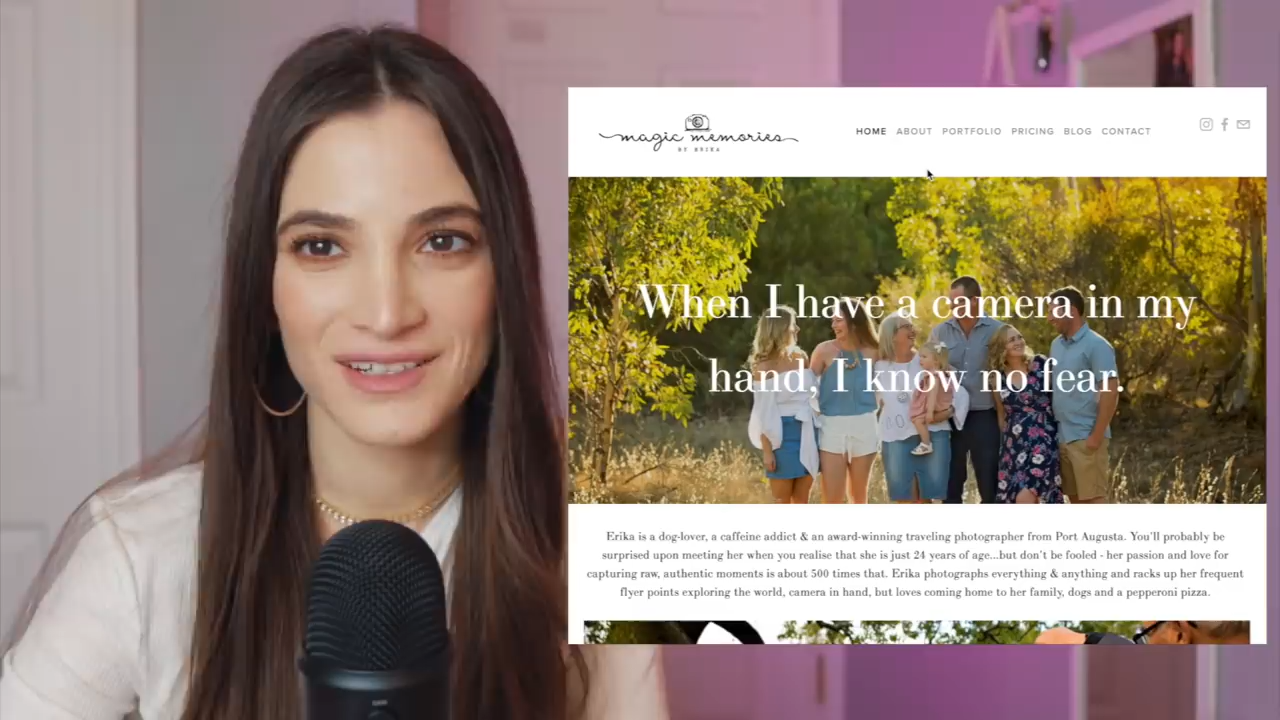 magic memories
BY ERIKA
HOME ABOUT PORTFOLIO PRICING BLOG CONTACT
When I have a camera in my
hand, I know no fear.
Erika is a dog-lover, a caffeine addict & an award-winning traveling photographer from Port Augusta. You'll probably be
surprised upon meeting her when you realise that she is just 24 years of age...but don't be fooled - her passion and love for
capturing raw, authentic moments is about 500 times that. Erika photographs everything & anything and racks up her frequent
flyer points exploring the world, camera in hand, but loves coming home to her family, dogs and a pepperoni pizza.